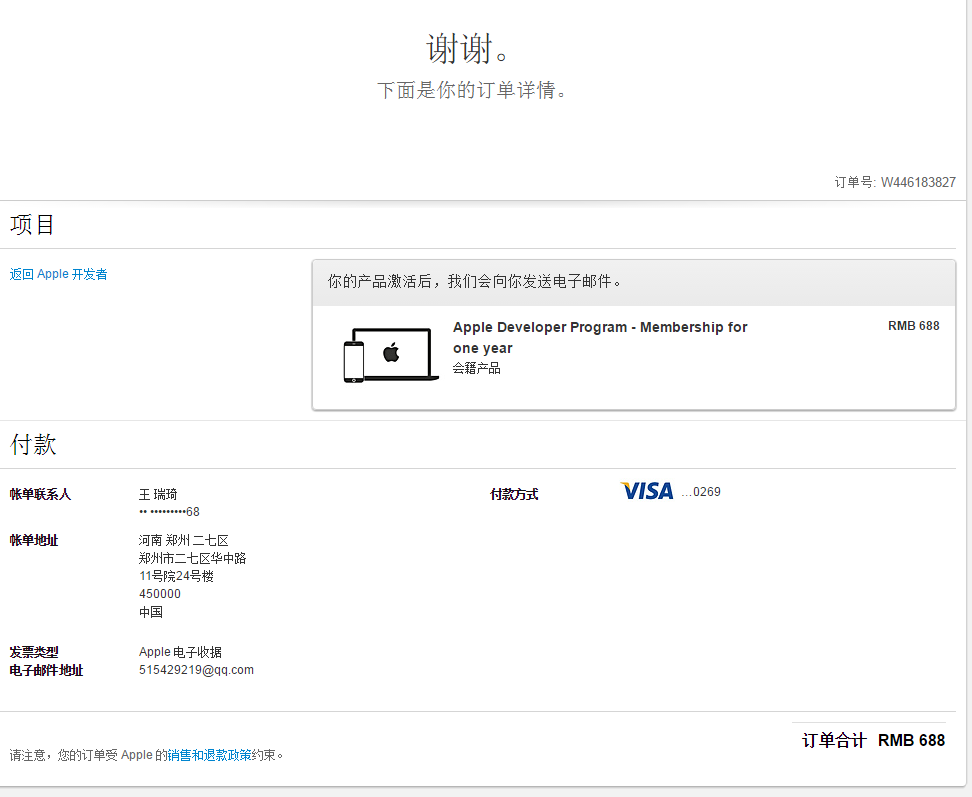 谢谢。
下面是你的订单详情。
订单号: W446183827
项目
返回 Apple 开发者
你的产品激活后，我们会向你发送电子邮件。
Apple Developer Program - Membership for
one year
RMB 688
会籍产品
付款
帐单联系人
王 瑞琦
•• •••••••••68
付款方式
VISA ...0269
帐单地址
河南 郑州 二七区
郑州市二七区华中路
11号院24号楼
450000
中国
发票类型
Apple 电子收据
电子邮件地址
515429219@qq.com
订单合计 RMB 688
请注意，您的订单受 Apple 的销售和退款政策约束。